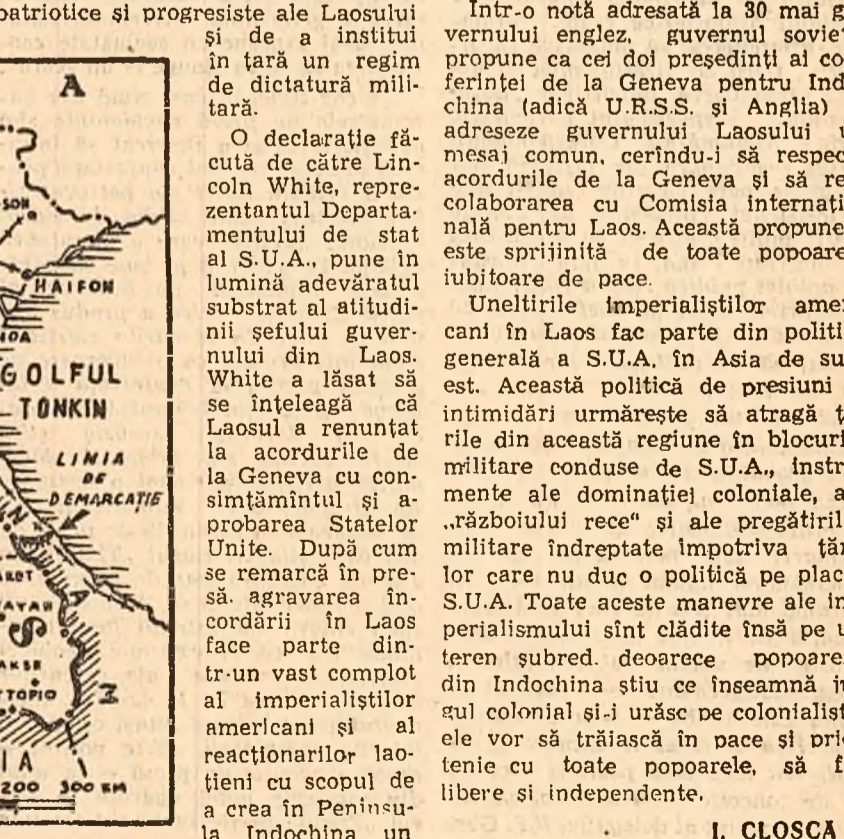 patriotice și progresiste ale Laosului
și de a institui
în țară un regim
de dictatură mili-
tară.
O declarație fă-
cută de către Lin-
coln White, repre-
zentantul Departa-
mentului de stat
al S.U.A., pune în
lumină adevăratul
substrat al atitudi-
nii șefului guver-
nului din Laos.
White a lăsat să
se înțeleagă că
Laosul a renunțat
la acordurile de
la Geneva cu con-
simțămîntul și a-
probarea Statelor
Unite. După cum
se remarcă în pre-
să, agravarea în-
cordării în Laos
face parte din-
tr-un vast complot
al imperialiștilor
americani și al
reacționarilor lao-
țieni cu scopul de
a crea în Peninsu-
la Indochina un
Într-o notă adresată la 30 mai g
vernului englez, guvernul soviet
propune ca cei doi președinți ai co
ferinței de la Geneva pentru Ind
china (adică U.R.S.S. și Anglia)
adreseze guvernului Laosului u
mesaj comun, cerîndu-i să respec
acordurile de la Geneva și să re
colaborarea cu Comisia internați
nală pentru Laos. Această propune
este sprijinită de toate popoare
iubitoare de pace.
Uneltirile imperialiștilor amer
cani în Laos fac parte din politi
generală a S.U.A. în Asia de su
est. Această politică de presiuni
intimidări urmărește să atragă ț
rile din această regiune în blocuri
militare conduse de S.U.A., instr
mente ale dominației coloniale, a
„războiului rece“ și ale pregătiril
militare îndreptate împotriva țăr
lor care nu duc o politică pe plac
S.U.A. Toate aceste manevre ale im
perialismului sînt clădite însă pe u
teren șubred, deoarece popoare
din Indochina știu ce înseamnă ju
gul colonial și-i urăsc pe colonialist
ele vor să trăiască în pace și prie
tenie cu toate popoarele, să f
libere și independente.
I. CLOȘCA
A
SON
HAIFON
HOA
GOLFUL
TONKIN
LINIA
DE
DEMARCAȚIE
AKSE
TTOPIO
IA
200 300 KM